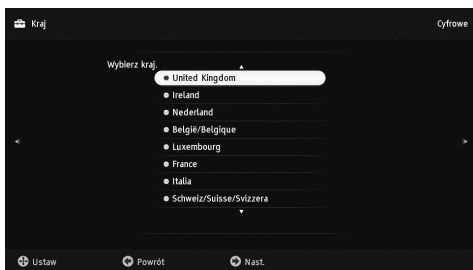 Kraj
Cyfrowe
Wybierz kraj.
United Kingdom
Ireland
Nederland
België/Belgique
Luxembourg
France
Italia
Schweiz/Suisse/Svizzera
Ustaw Powrót Nast.